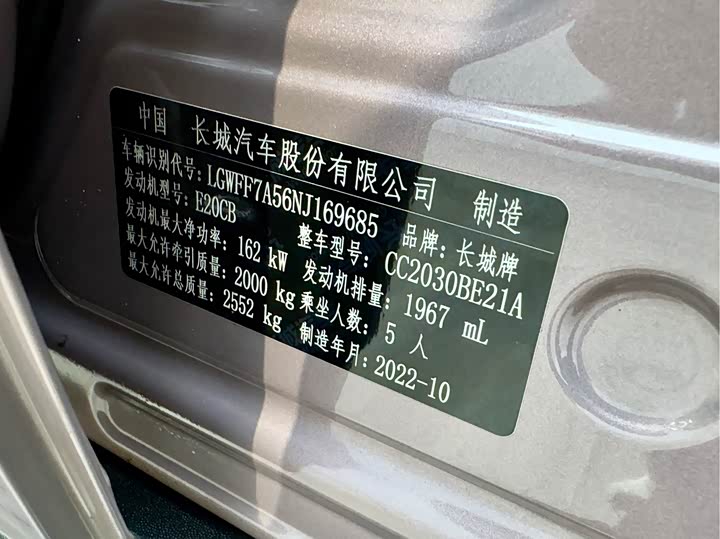 中国 长城汽车股份有限公司 制造
车辆识别代号: LGWFF7A56NJ169685 品牌: 长城牌
发动机型号: E20CB 整车型号: CC2030BE21A
发动机最大净功率: 162 kW 发动机排量: 1967 mL
最大允许牵引质量: 2000 kg 乘坐人数: 5 人
最大允许总质量: 2552 kg 制造年月: 2022-10